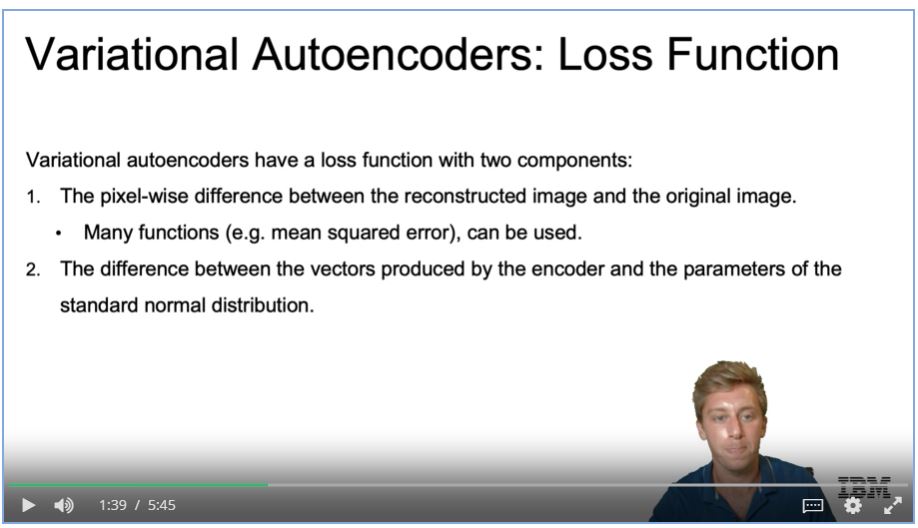 Variational Autoencoders: Loss Function
Variational autoencoders have a loss function with two components:
1. The pixel-wise difference between the reconstructed image and the original image.
• Many functions (e.g. mean squared error), can be used.
2. The difference between the vectors produced by the encoder and the parameters of the
standard normal distribution.
IBM
1:39 / 5:45